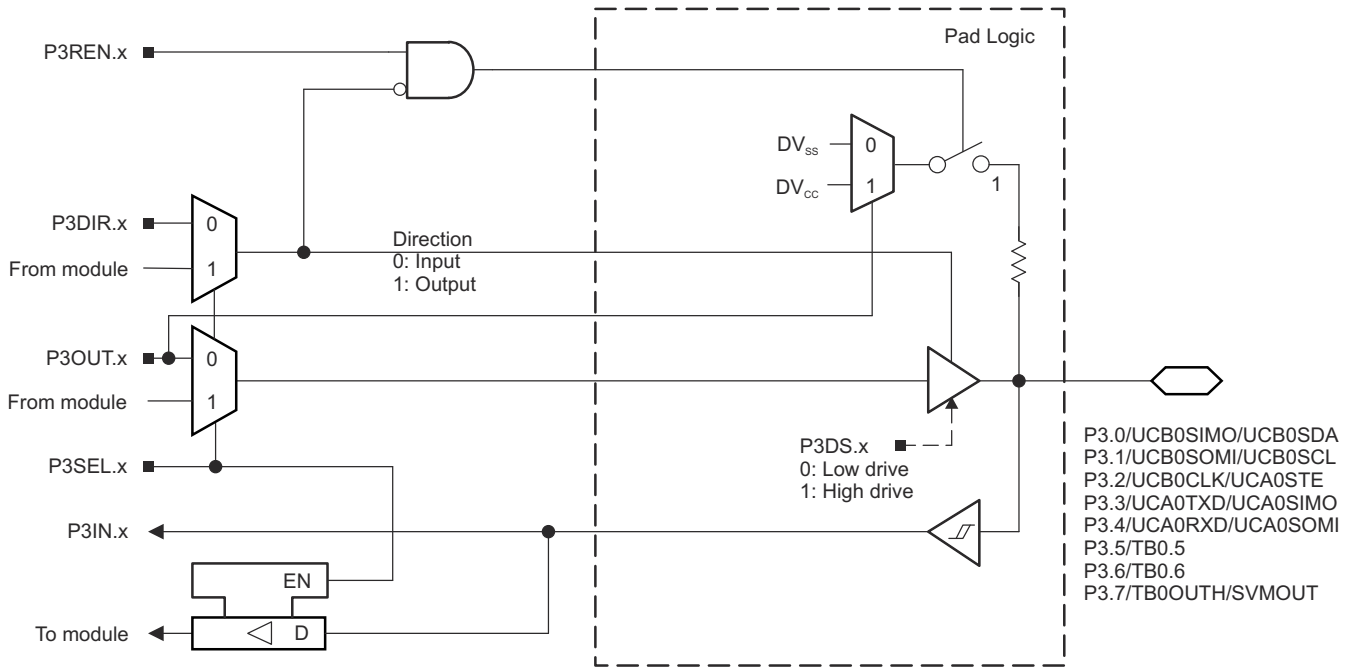 Pad Logic
P3REN.x
DVSS
0
DVCC
1
1
P3DIR.x
0
From module
1
Direction
0: Input
1: Output
P3OUT.x
0
From module
1
P3SEL.x
P3DS.x
0: Low drive
1: High drive
P3IN.x
EN
To module
D
P3.0/UCB0SIMO/UCB0SDA
P3.1/UCB0SOMI/UCB0SCL
P3.2/UCB0CLK/UCA0STE
P3.3/UCA0TXD/UCA0SIMO
P3.4/UCA0RXD/UCA0SOMI
P3.5/TB0.5
P3.6/TB0.6
P3.7/TB0OUTH/SVMOUT